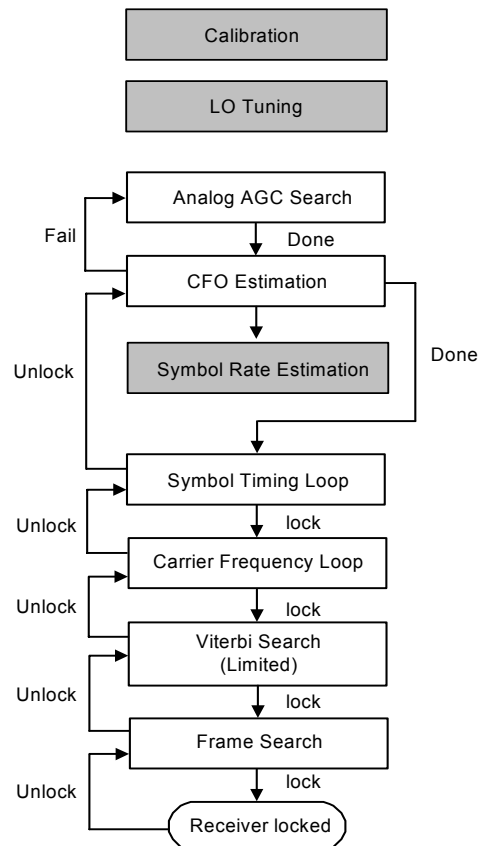 Calibration
LO Tuning
Analog AGC Search
Fail
Done
CFO Estimation
Unlock
Symbol Rate Estimation
Done
Symbol Timing Loop
Unlock
lock
Carrier Frequency Loop
Unlock
lock
Viterbi Search
(Limited)
Unlock
lock
Frame Search
Unlock
lock
Receiver locked